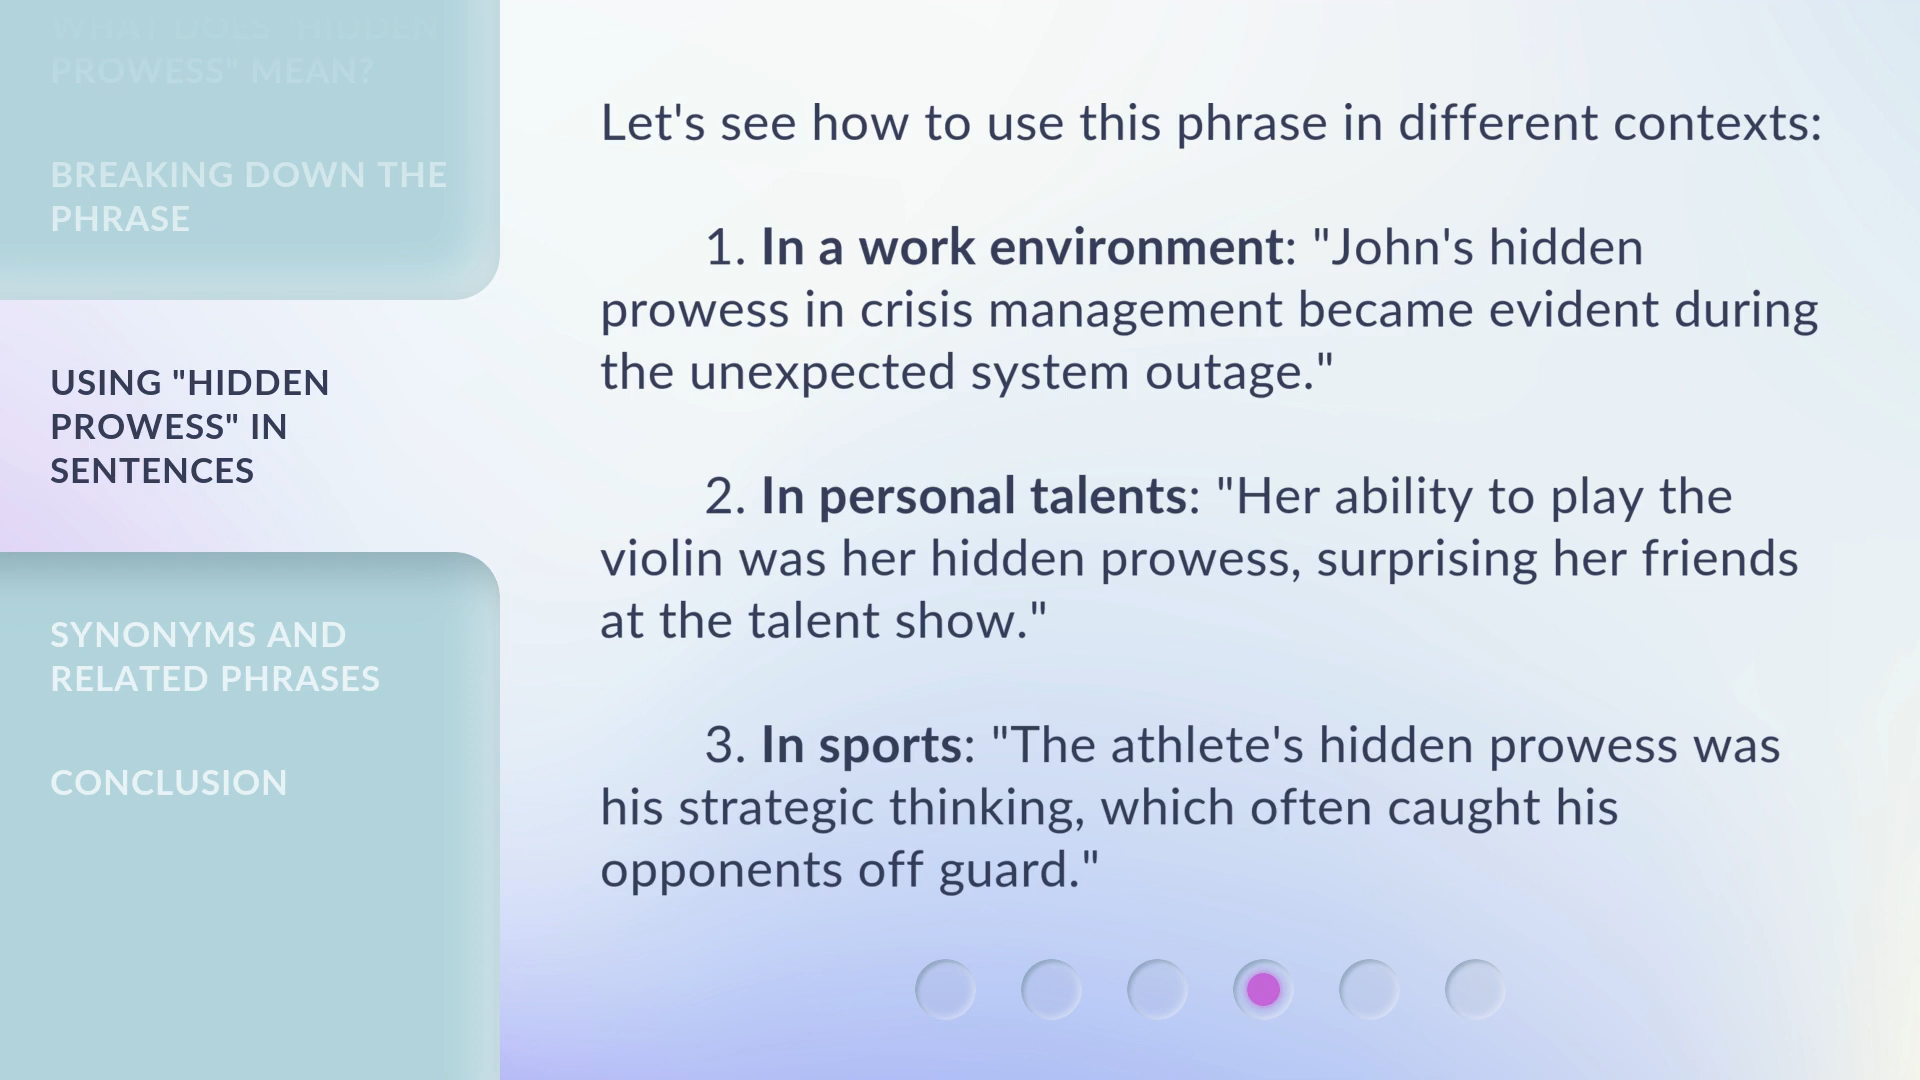 WHAT DOES "HIDDEN
PROWESS" MEAN?
BREAKING DOWN THE
PHRASE
USING "HIDDEN
PROWESS" IN
SENTENCES
SYNONYMS AND
RELATED PHRASES
CONCLUSION
Let's see how to use this phrase in different contexts:
1. In a work environment: "John's hidden
prowess in crisis management became evident during
the unexpected system outage."
2. In personal talents: "Her ability to play the
violin was her hidden prowess, surprising her friends
at the talent show."
3. In sports: "The athlete's hidden prowess was
his strategic thinking, which often caught his
opponents off guard."